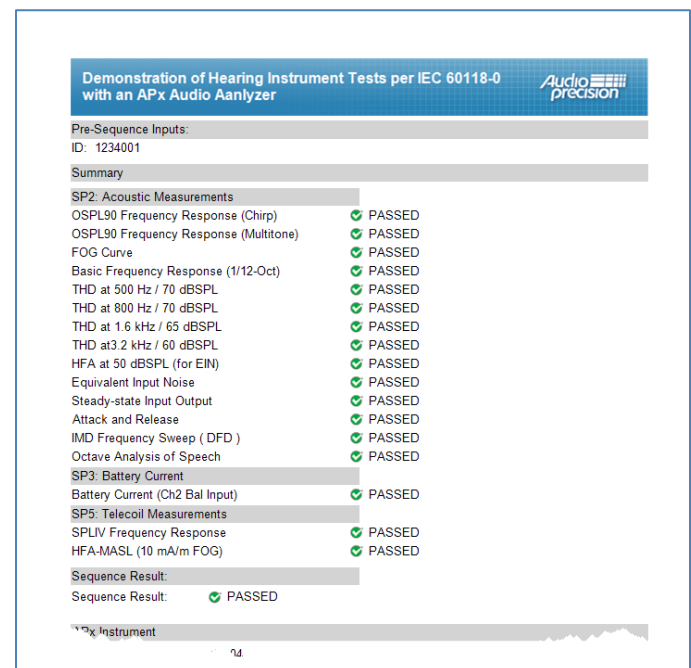 Demonstration of Hearing Instrument Tests per IEC 60118-0
with an APx Audio Aanlyzer
Audio
precision
Pre-Sequence Inputs:
ID: 1234001
Summary
SP2: Acoustic Measurements
OSPL90 Frequency Response (Chirp) PASSED
OSPL90 Frequency Response (Multitone) PASSED
FOG Curve PASSED
Basic Frequency Response (1/12-Oct) PASSED
THD at 500 Hz / 70 dBSPL PASSED
THD at 800 Hz / 70 dBSPL PASSED
THD at 1.6 kHz / 65 dBSPL PASSED
THD at3.2 kHz / 60 dBSPL PASSED
HFA at 50 dBSPL (for EIN) PASSED
Equivalent Input Noise PASSED
Steady-state Input Output PASSED
Attack and Release PASSED
IMD Frequency Sweep ( DFD ) PASSED
Octave Analysis of Speech PASSED
SP3: Battery Current
Battery Current (Ch2 Bal Input) PASSED
SP5: Telecoil Measurements
SPLIV Frequency Response PASSED
HFA-MASL (10 mA/m FOG) PASSED
Sequence Result:
Sequence Result: PASSED
APx Instrument